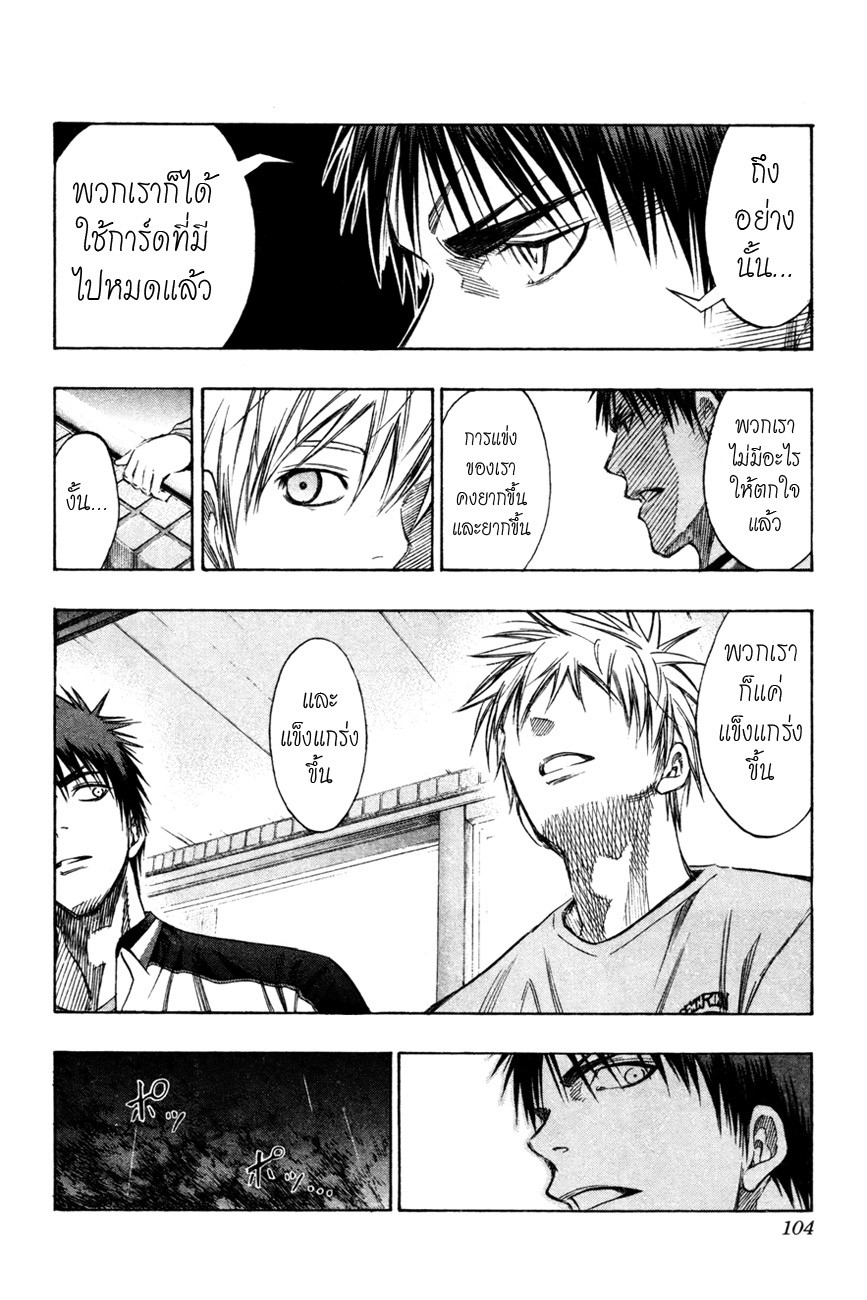 ถึง
อย่าง
นั้น...
พวกเราก็ได้
ใช้การ์ดที่มี
ไปหมดแล้ว
พวกเรา
ไม่มีอะไร
ให้ตกใจ
แล้ว
การแข่ง
ของเรา
คงยากขึ้น
และยากขึ้น
งั้น...
พวกเรา
ก็แค่
แข็งแกร่ง
ขึ้น
และ
แข็งแกร่ง
ขึ้น
SEIRIN
ポッ
ポッ...
104